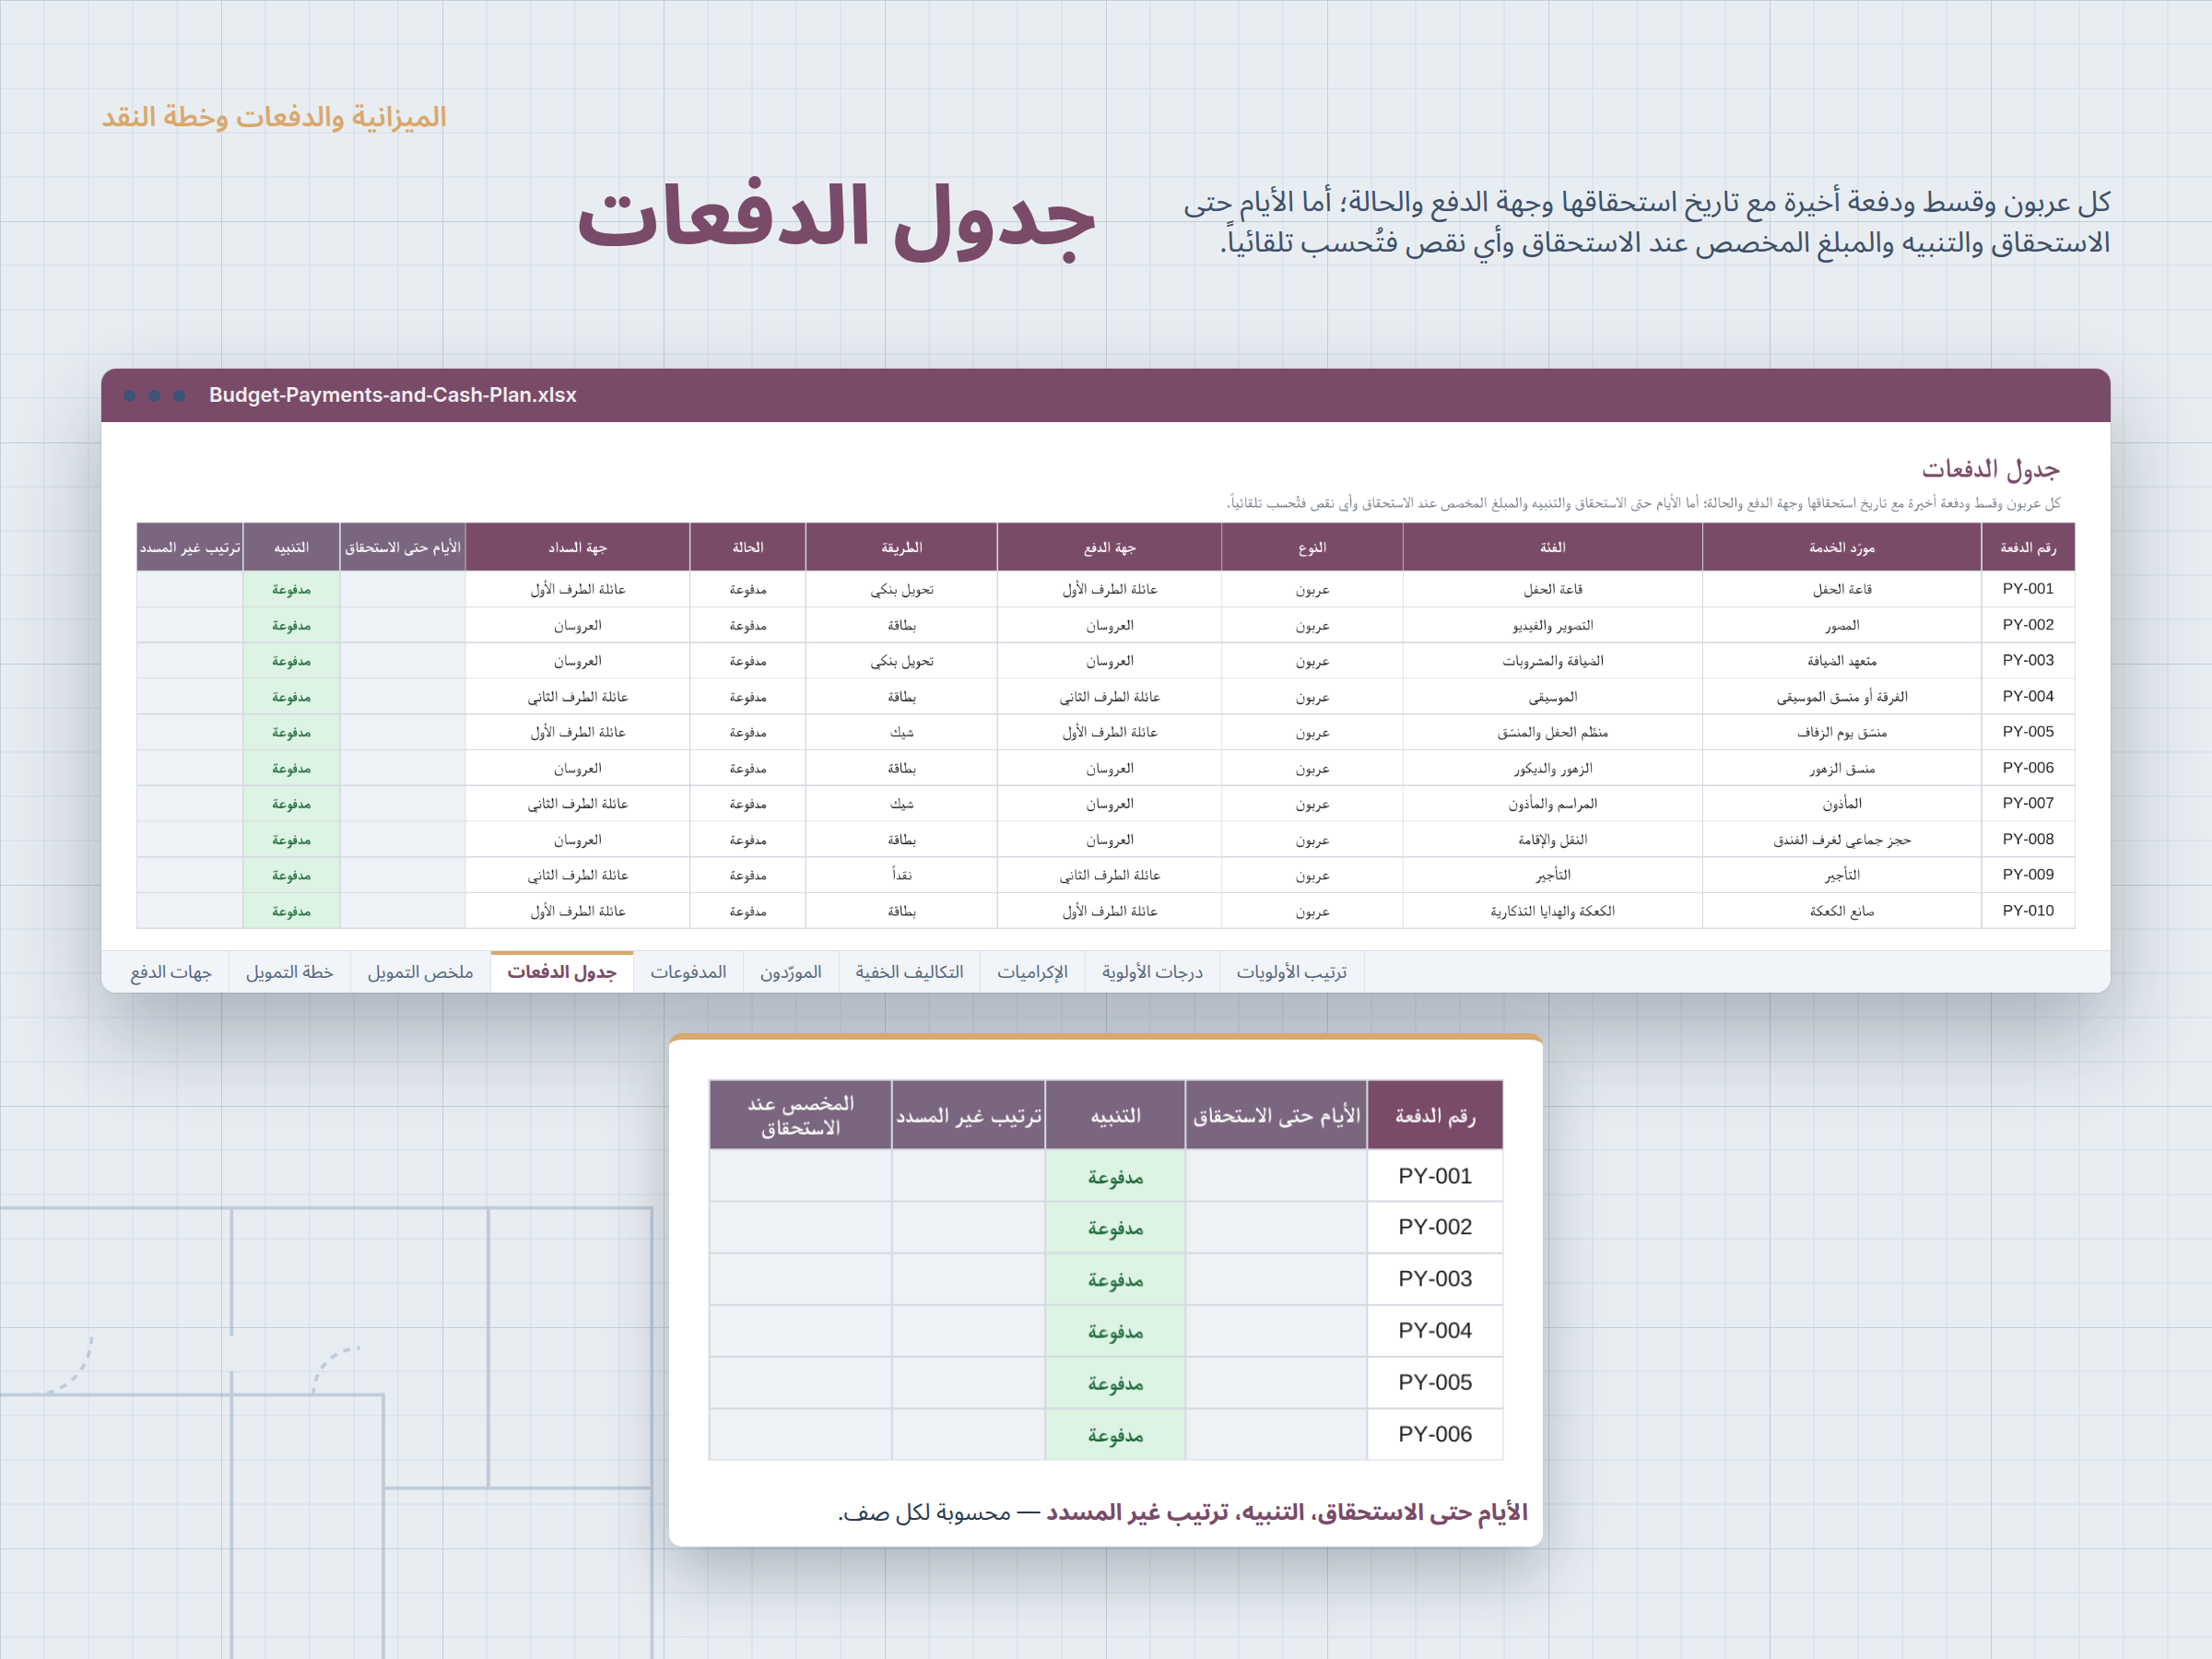 الميزانية والدفعات وخطة النقد
جدول الدفعات
كل عربون وقسط ودفعة أخيرة مع تاريخ استحقاقها وجهة الدفع والحالة؛ أما الأيام حتى
الاستحقاق والتنبيه والمبلغ المخصص عند الاستحقاق وأي نقص فتُحسب تلقائياً.
Budget-Payments-and-Cash-Plan.xlsx
جدول الدفعات
كل عربون وقسط ودفعة أخيرة مع تاريخ استحقاقها وجهة الدفع والحالة؛ أما الأيام حتى الاستحقاق والتنبيه والمبلغ المخصص عند الاستحقاق وأي نقص فتُحسب تلقائياً.
رقم الدفعة مورّد الخدمة الفئة النوع جهة الدفع الطريقة الحالة جهة السداد الأيام حتى الاستحقاق التنبيه ترتيب غير المسدد
PY-001 قاعة الحفل قاعة الحفل عربون عائلة الطرف الأول تحويل بنكي مدفوعة عائلة الطرف الأول مدفوعة
PY-002 المصور التصوير والفيديو عربون العروسان بطاقة مدفوعة العروسان مدفوعة
PY-003 متعهد الضيافة الضيافة والمشروبات عربون العروسان تحويل بنكي مدفوعة العروسان مدفوعة
PY-004 الفرقة أو منسق الموسيقى الموسيقى عربون عائلة الطرف الثاني بطاقة مدفوعة عائلة الطرف الثاني مدفوعة
PY-005 منسّق يوم الزفاف منظّم الحفل والمنسّق عربون عائلة الطرف الأول شيك مدفوعة عائلة الطرف الأول مدفوعة
PY-006 منسق الزهور الزهور والديكور عربون العروسان بطاقة مدفوعة العروسان مدفوعة
PY-007 المأذون المراسم والمأذون عربون العروسان شيك مدفوعة عائلة الطرف الثاني مدفوعة
PY-008 حجز جماعي لغرف الفندق النقل والإقامة عربون العروسان بطاقة مدفوعة العروسان مدفوعة
PY-009 التأجير التأجير عربون عائلة الطرف الثاني نقداً مدفوعة عائلة الطرف الثاني مدفوعة
PY-010 صانع الكعكة الكعكة والهدايا التذكارية عربون عائلة الطرف الأول بطاقة مدفوعة عائلة الطرف الأول مدفوعة
ترتيب الأولويات درجات الأولوية الإكراميات التكاليف الخفية المورّدون المدفوعات جدول الدفعات ملخص التمويل خطة التمويل جهات الدفع
رقم الدفعة الأيام حتى الاستحقاق التنبيه ترتيب غير المسدد المخصص عند الاستحقاق
PY-001 مدفوعة
PY-002 مدفوعة
PY-003 مدفوعة
PY-004 مدفوعة
PY-005 مدفوعة
PY-006 مدفوعة
الأيام حتى الاستحقاق، التنبيه، ترتيب غير المسدد — محسوبة لكل صف.